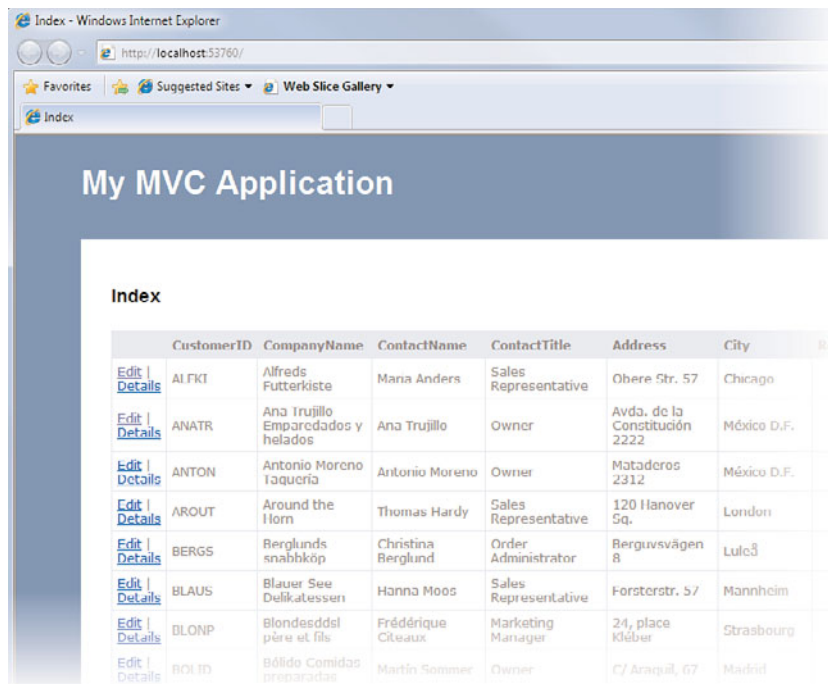 Index - Windows Internet Explorer
http://localhost:53760/
Favorites Suggested Sites Web Slice Gallery
Index
My MVC Application
Index
CustomerID CompanyName ContactName ContactTitle Address City
Edit | Details ALFKI Alfreds Futterkiste Maria Anders Sales Representative Obere Str. 57 Chicago
Edit | Details ANATR Ana Trujillo Emparedados y helados Ana Trujillo Owner Avda. de la Constitución 2222 México D.F.
Edit | Details ANTON Antonio Moreno Taquería Antonio Moreno Owner Mataderos 2312 México D.F.
Edit | Details AROUT Around the Horn Thomas Hardy Sales Representative 120 Hanover Sq. London
Edit | Details BERGS Berglunds snabbköp Christina Berglund Order Administrator Berguvsvägen 8 Luleå
Edit | Details BLAUS Blauer See Delikatessen Hanna Moos Sales Representative Forsterstr. 57 Mannheim
Edit | Details BLONP Blondesddsl père et fils Frédérique Citeaux Marketing Manager 24, place Kléber Strasbourg
Edit | Details BOLID Bólido Comidas preparadas Martín Sommer Owner C/ Araquil, 67 Madrid